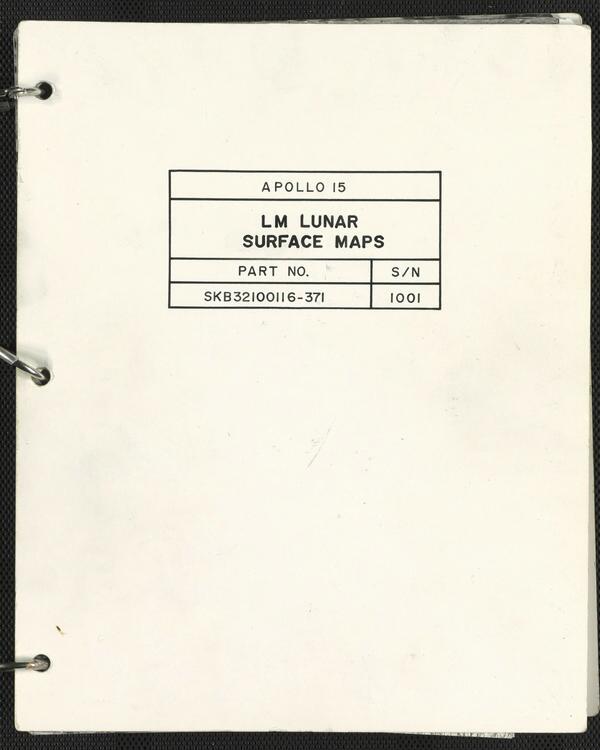 APOLLO 15
LM LUNAR
SURFACE MAPS
PART NO. S/N
SKB32100116-371 1001